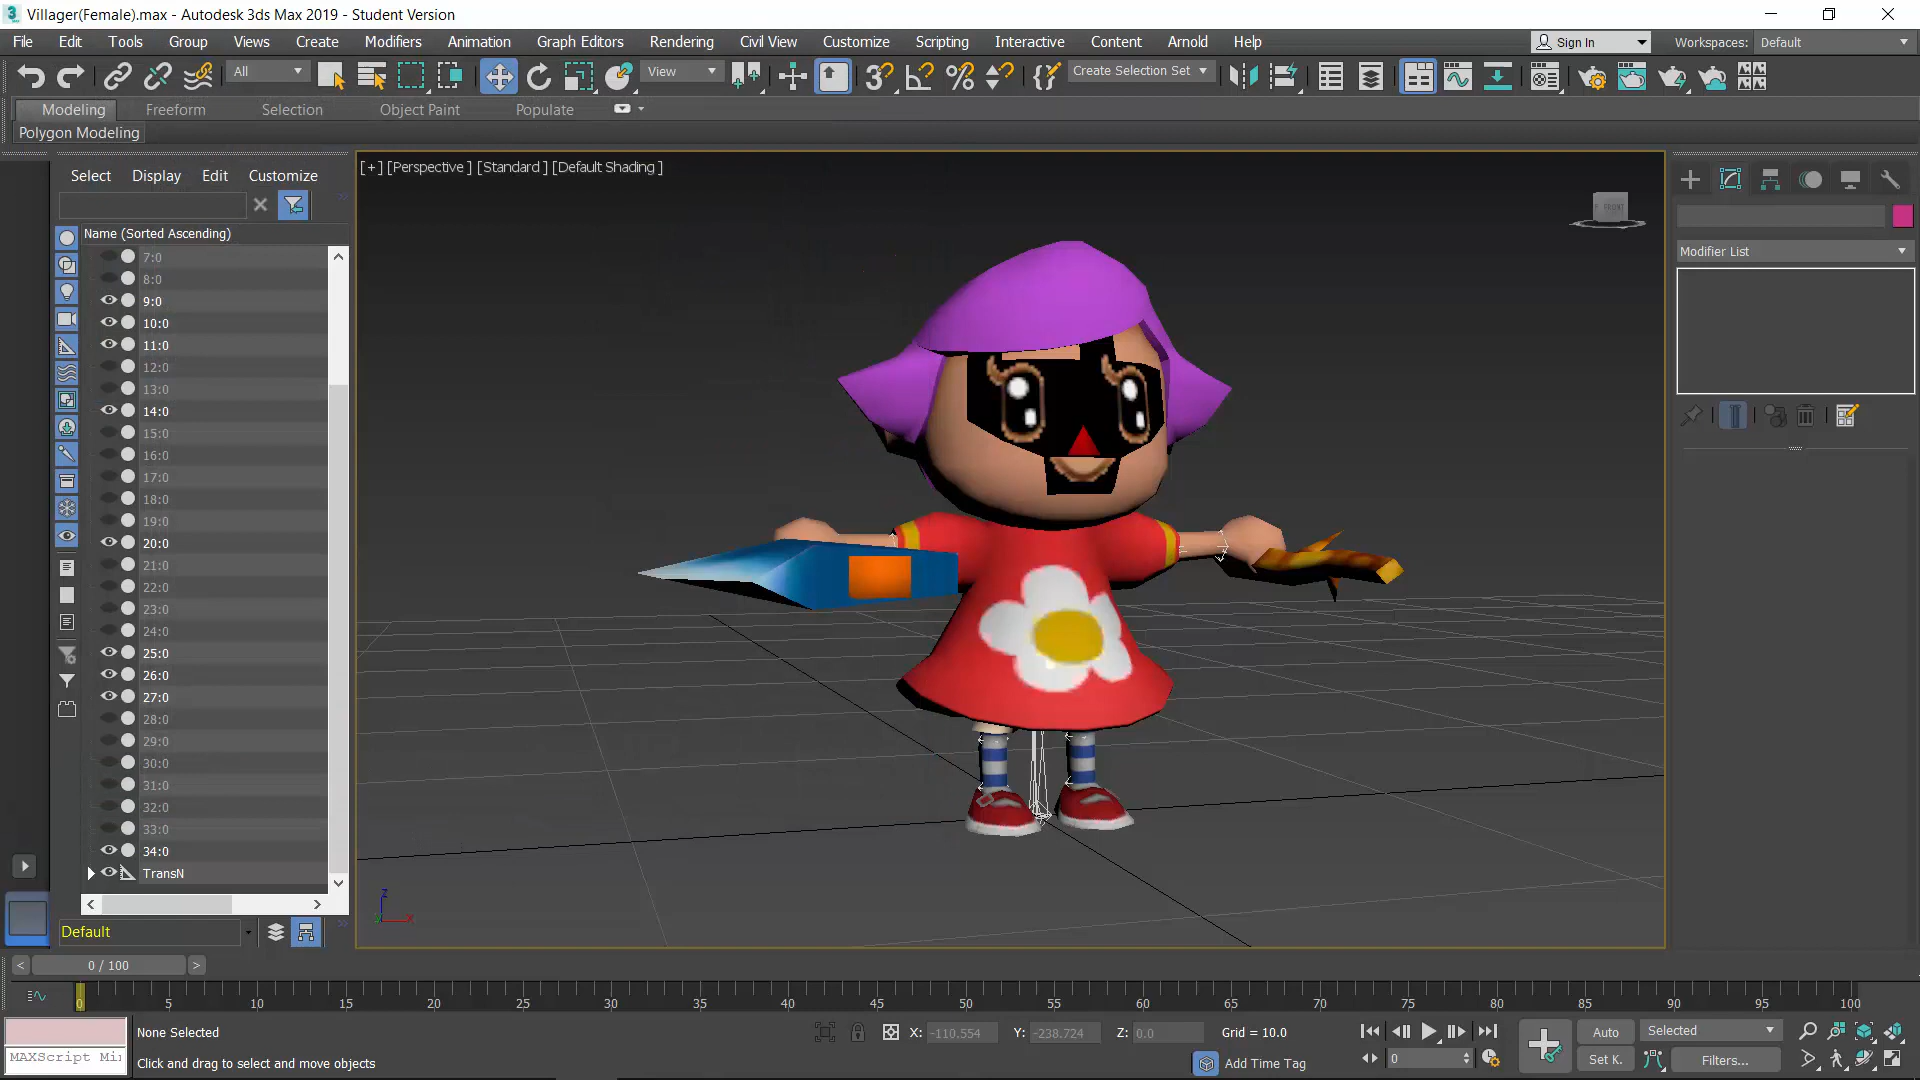 Villager(Female).max - Autodesk 3ds Max 2019 - Student Version
File Edit Tools Group Views Create Modifiers Animation Graph Editors Rendering Civil View Customize Scripting Interactive Content Arnold Help Sign In Workspaces: Default
All View Create Selection Set
Modeling Freeform Selection Object Paint Populate
Polygon Modeling
Select Display Edit Customize
[+] [Perspective ] [Standard ] [Default Shading ]
FRONT
Name (Sorted Ascending)
Modifier List
7:0
8:0
9:0
10:0
11:0
12:0
13:0
14:0
15:0
16:0
17:0
18:0
19:0
20:0
21:0
22:0
23:0
24:0
25:0
26:0
27:0
28:0
29:0
30:0
31:0
32:0
33:0
34:0
TransN
z
x
Default
< 0 / 100 >
0 5 10 15 20 25 30 35 40 45 50 55 60 65 70 75 80 85 90 95 100
None Selected X: -110.554 Y: -238.724 Z: 0.0 Grid = 10.0 Auto Selected
MAXScript Mi Click and drag to select and move objects Add Time Tag 0 Set K. Filters...